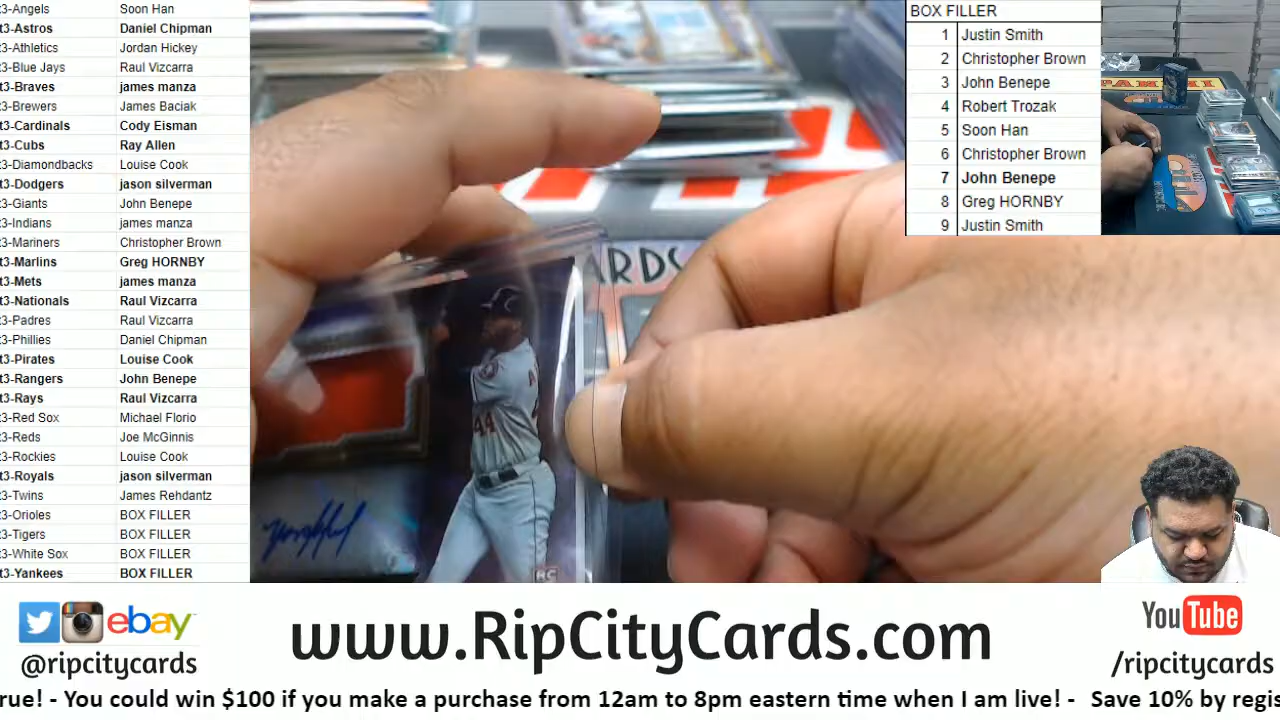 t3-Angels Soon Han
t3-Astros Daniel Chipman
t3-Athletics Jordan Hickey
t3-Blue Jays Raul Vizcarra
t3-Braves james manza
t3-Brewers James Baciak
t3-Cardinals Cody Eisman
t3-Cubs Ray Allen
t3-Diamondbacks Louise Cook
t3-Dodgers jason silverman
t3-Giants John Benepe
t3-Indians james manza
t3-Mariners Christopher Brown
t3-Marlins Greg HORNBY
t3-Mets james manza
t3-Nationals Raul Vizcarra
t3-Padres Raul Vizcarra
t3-Phillies Daniel Chipman
t3-Pirates Louise Cook
t3-Rangers John Benepe
t3-Rays Raul Vizcarra
t3-Red Sox Michael Florio
t3-Reds Joe McGinnis
t3-Rockies Louise Cook
t3-Royals jason silverman
t3-Twins James Rehdantz
t3-Orioles BOX FILLER
t3-Tigers BOX FILLER
t3-White Sox BOX FILLER
t3-Yankees BOX FILLER
BOX FILLER
1 Justin Smith
2 Christopher Brown
3 John Benepe
4 Robert Trozak
5 Soon Han
6 Christopher Brown
7 John Benepe
8 Greg HORNBY
9 Justin Smith
ARDS
44
RC
ebay
@ripcitycards
www.RipCityCards.com
YouTube
/ripcitycards
rue! - You could win $100 if you make a purchase from 12am to 8pm eastern time when I am live! - Save 10% by regis